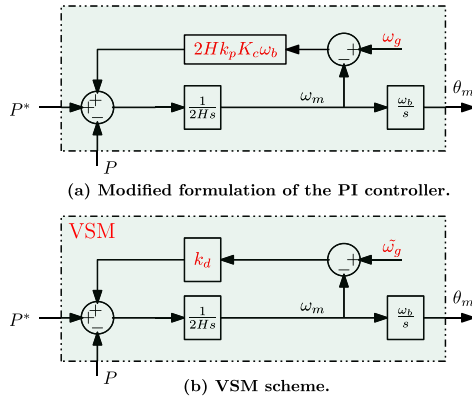 2Hk_pK_cω_b
ω_g
+
−
P*
+
+
−
1/2Hs
ω_m
ω_b/s
θ_m
P
(a) Modified formulation of the PI controller.
VSM
k_d
ω̃_g
+
−
P*
+
+
−
1/2Hs
ω_m
ω_b/s
θ_m
P
(b) VSM scheme.